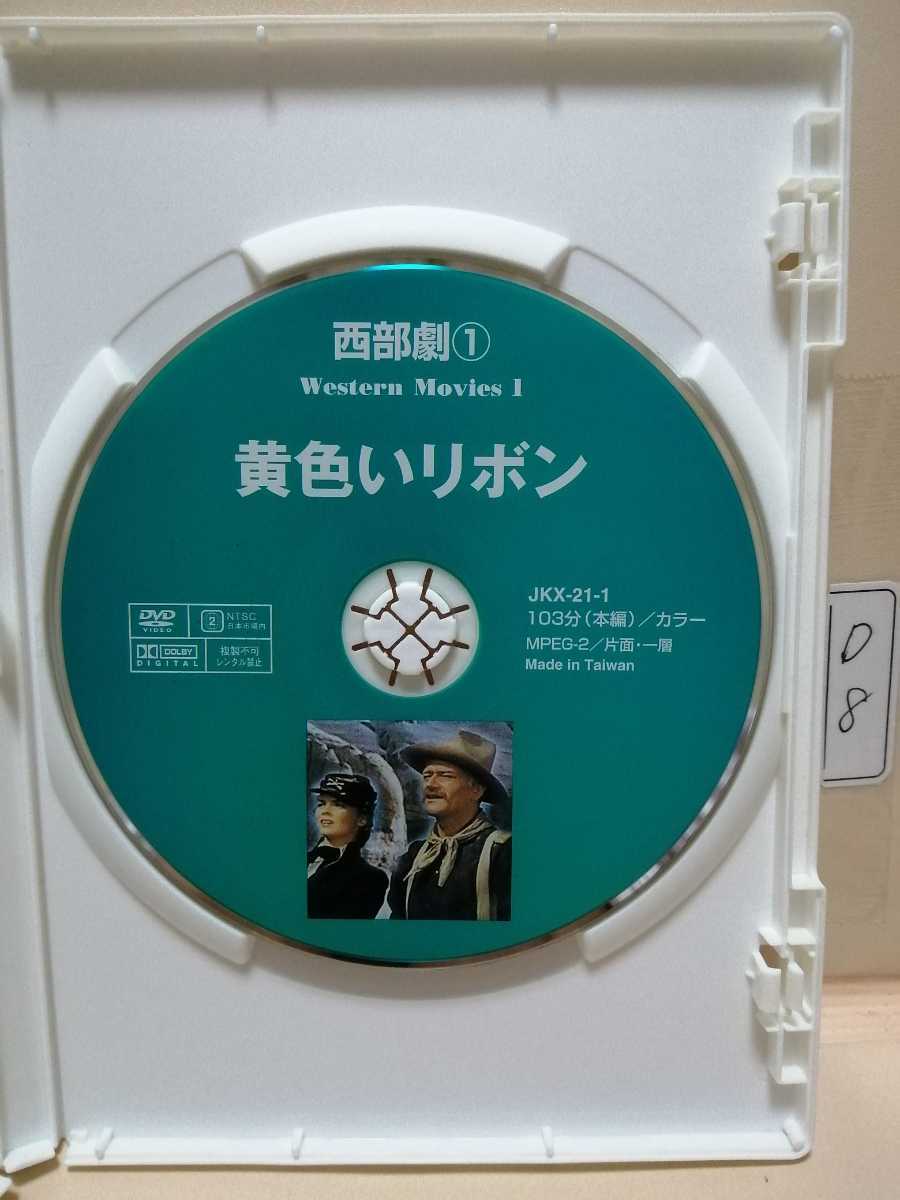 西部劇①
Western Movies 1
黄色いリボン
DVD
VIDEO
2 NTSC
日本市場内
DOLBY
DIGITAL
複製不可
レンタル禁止
JKX-21-1
103分(本編)/カラー
MPEG-2/片面・一層
Made in Taiwan
D
8